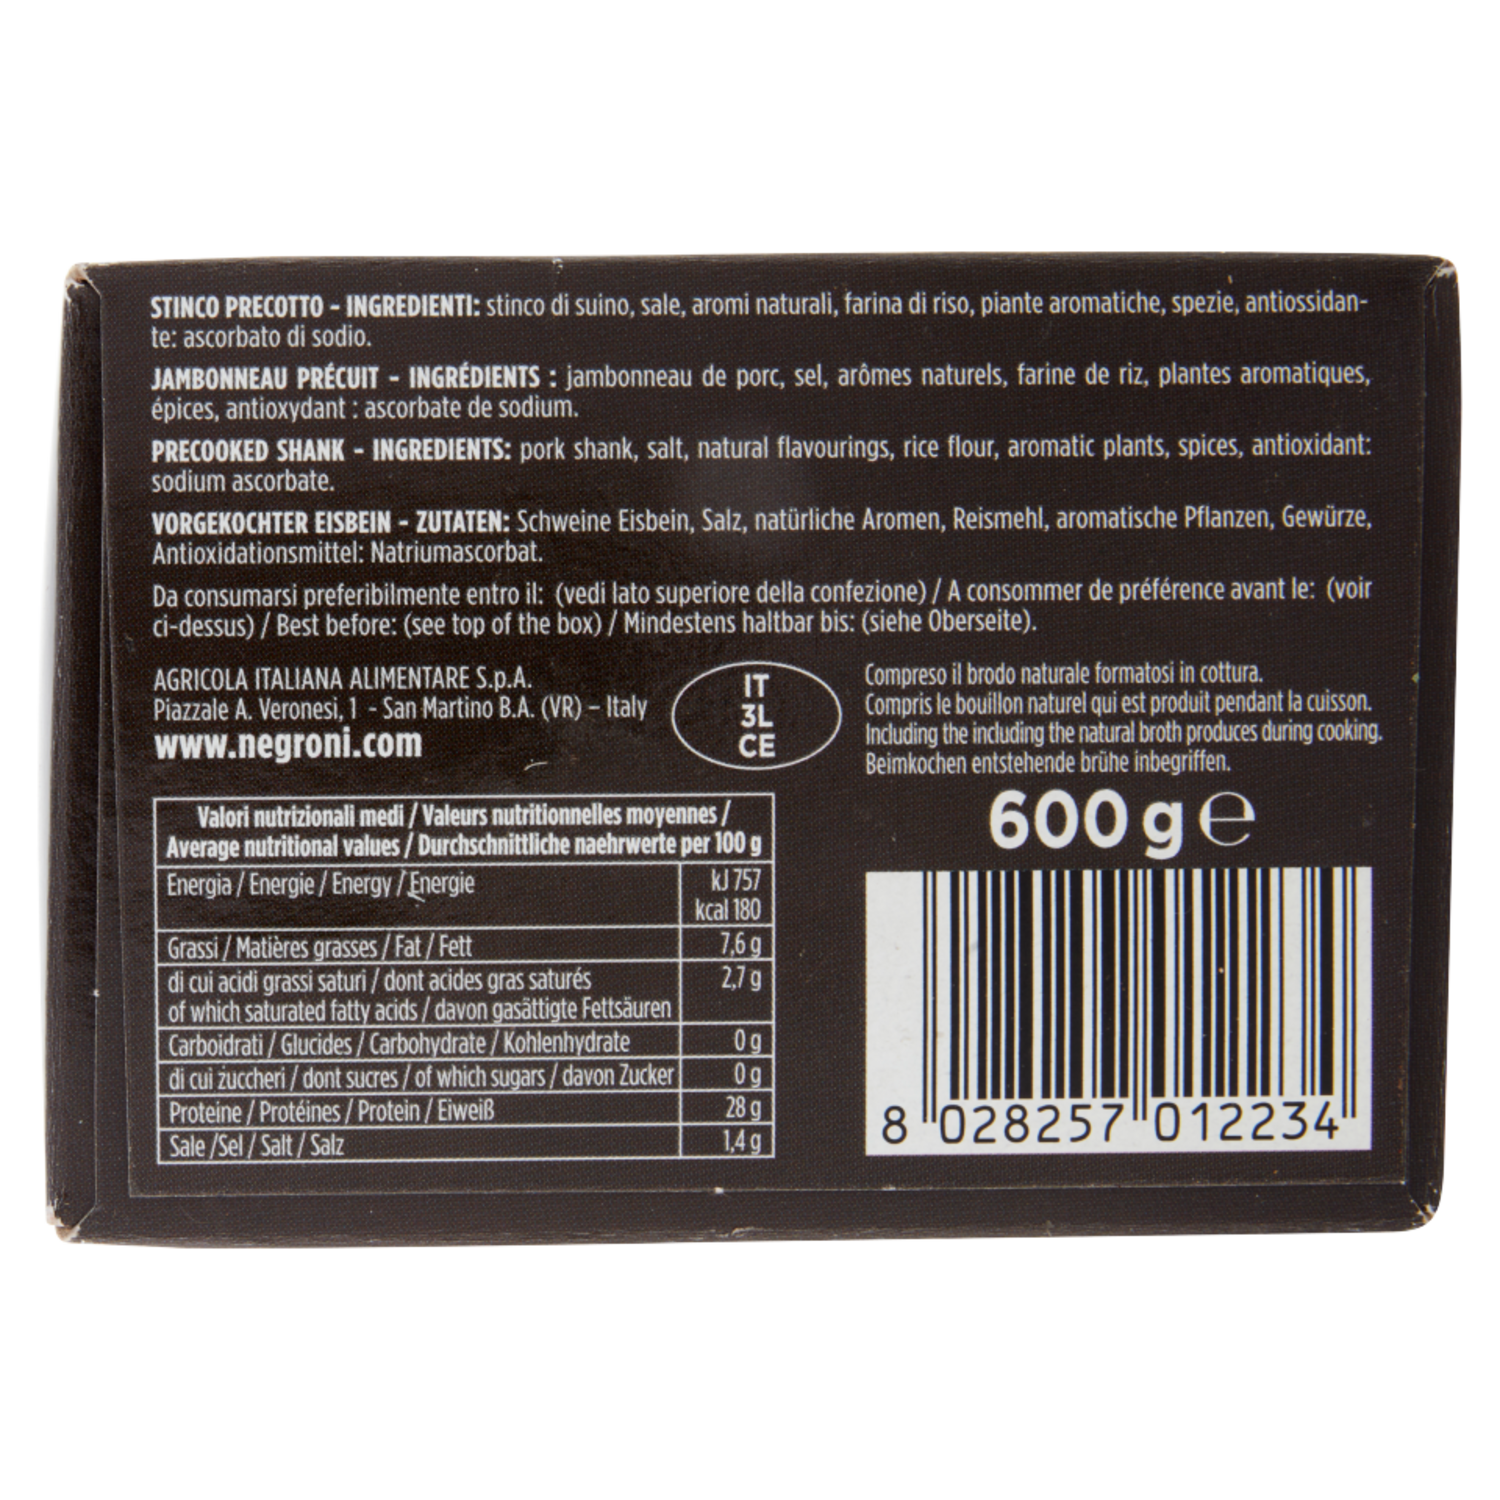 STINCO PRECOTTO - INGREDIENTI: stinco di suino, sale, aromi naturali, farina di riso, piante aromatiche, spezie, antiossidan-
te: ascorbato di sodio.
JAMBONNEAU PRÉCUIT - INGRÉDIENTS : jambonneau de porc, sel, arômes naturels, farine de riz, plantes aromatiques,
épices, antioxydant : ascorbate de sodium.
PRECOOKED SHANK - INGREDIENTS: pork shank, salt, natural flavourings, rice flour, aromatic plants, spices, antioxidant:
sodium ascorbate.
VORGEKOCHTER EISBEIN - ZUTATEN: Schweine Eisbein, Salz, natürliche Aromen, Reismehl, aromatische Pflanzen, Gewürze,
Antioxidationsmittel: Natriumascorbat.
Da consumarsi preferibilmente entro il: (vedi lato superiore della confezione) / A consommer de préférence avant le: (voir
ci-dessus) / Best before: (see top of the box) / Mindestens haltbar bis: (siehe Oberseite).
AGRICOLA ITALIANA ALIMENTARE S.p.A.
Piazzale A. Veronesi, 1 - San Martino B.A. (VR) – Italy
www.negroni.com
IT
3L
CE
Compreso il brodo naturale formatosi in cottura.
Compris le bouillon naturel qui est produit pendant la cuisson.
Including the including the natural broth produces during cooking.
Beimkochen entstehende brühe inbegriffen.
600 g ℮
Valori nutrizionali medi / Valeurs nutritionnelles moyennes /
Average nutritional values / Durchschnittliche naehrwerte per 100 g
Energia / Energie / Energy / Energie kJ 757
kcal 180
Grassi / Matières grasses / Fat / Fett 7,6 g
di cui acidi grassi saturi / dont acides gras saturés 2,7 g
of which saturated fatty acids / davon gasättigte Fettsäuren
Carboidrati / Glucides / Carbohydrate / Kohlenhydrate 0 g
di cui zuccheri / dont sucres / of which sugars / davon Zucker 0 g
Proteine / Protéines / Protein / Eiweiß 28 g
Sale /Sel / Salt / Salz 1,4 g
8 028257 012234